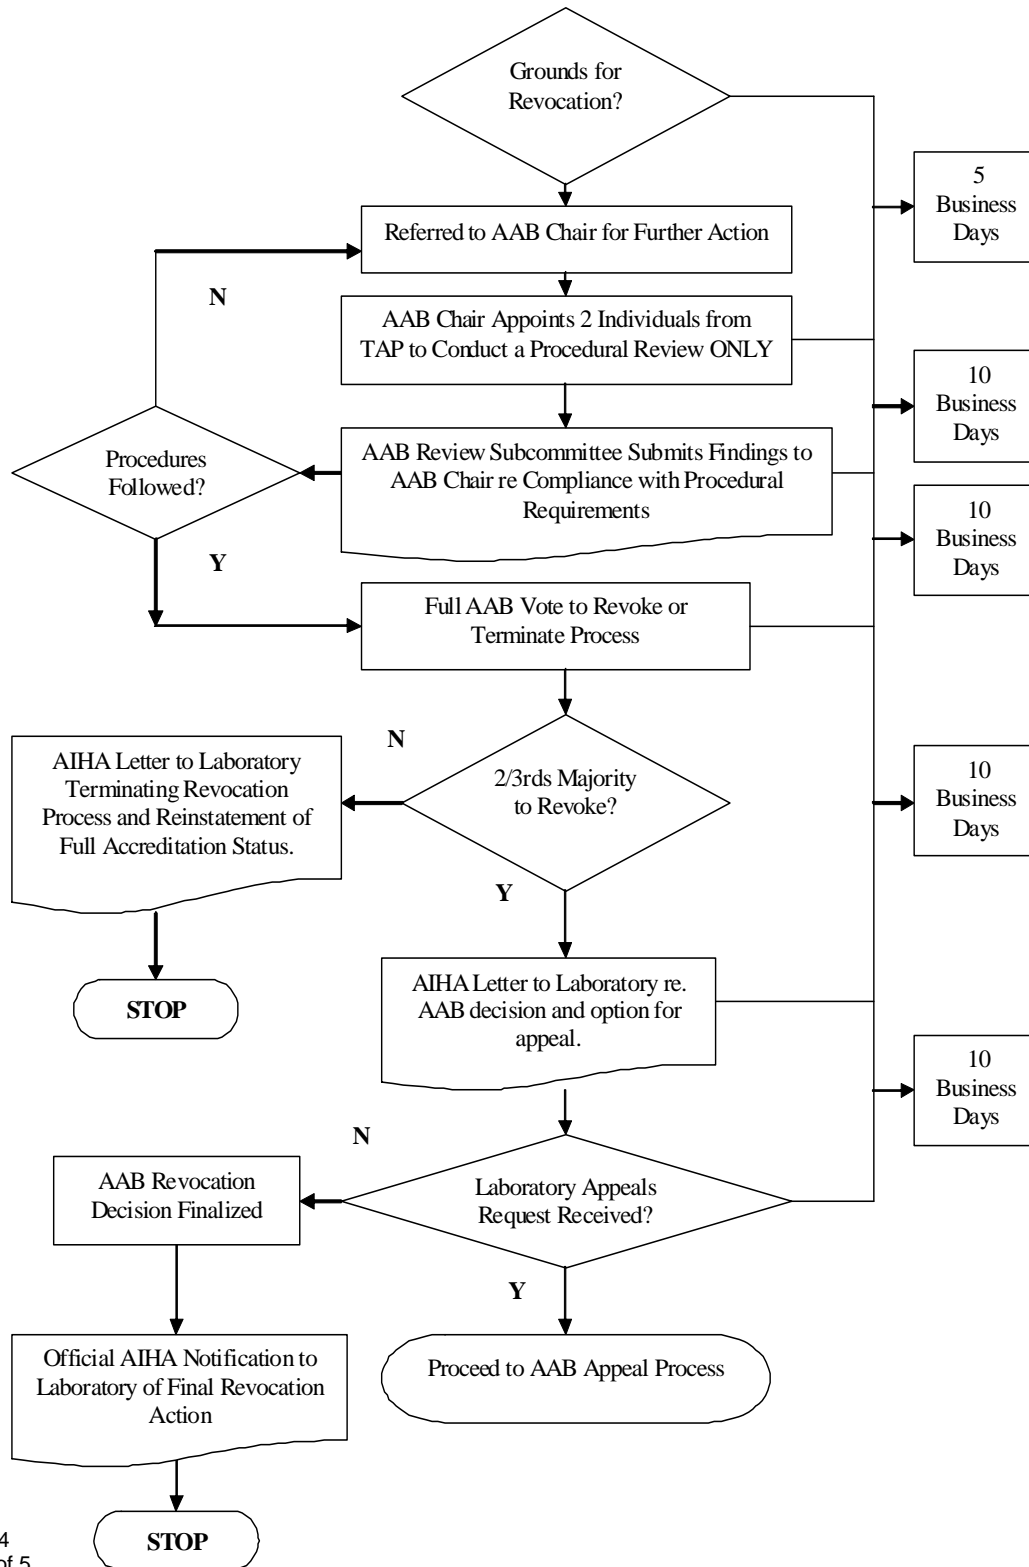 Grounds for
Revocation?
5
Business
Days
Referred to AAB Chair for Further Action
N
AAB Chair Appoints 2 Individuals from
TAP to Conduct a Procedural Review ONLY
10
Business
Days
Procedures
Followed?
AAB Review Subcommittee Submits Findings to
AAB Chair re Compliance with Procedural
Requirements
10
Business
Days
Y
Full AAB Vote to Revoke or
Terminate Process
N
AIHA Letter to Laboratory
Terminating Revocation
Process and Reinstatement of
Full Accreditation Status.
2/3rds Majority
to Revoke?
10
Business
Days
Y
STOP
AIHA Letter to Laboratory re.
AAB decision and option for
appeal.
10
Business
Days
N
AAB Revocation
Decision Finalized
Laboratory Appeals
Request Received?
Y
Official AIHA Notification to
Laboratory of Final Revocation
Action
Proceed to AAB Appeal Process
STOP
4
of 5